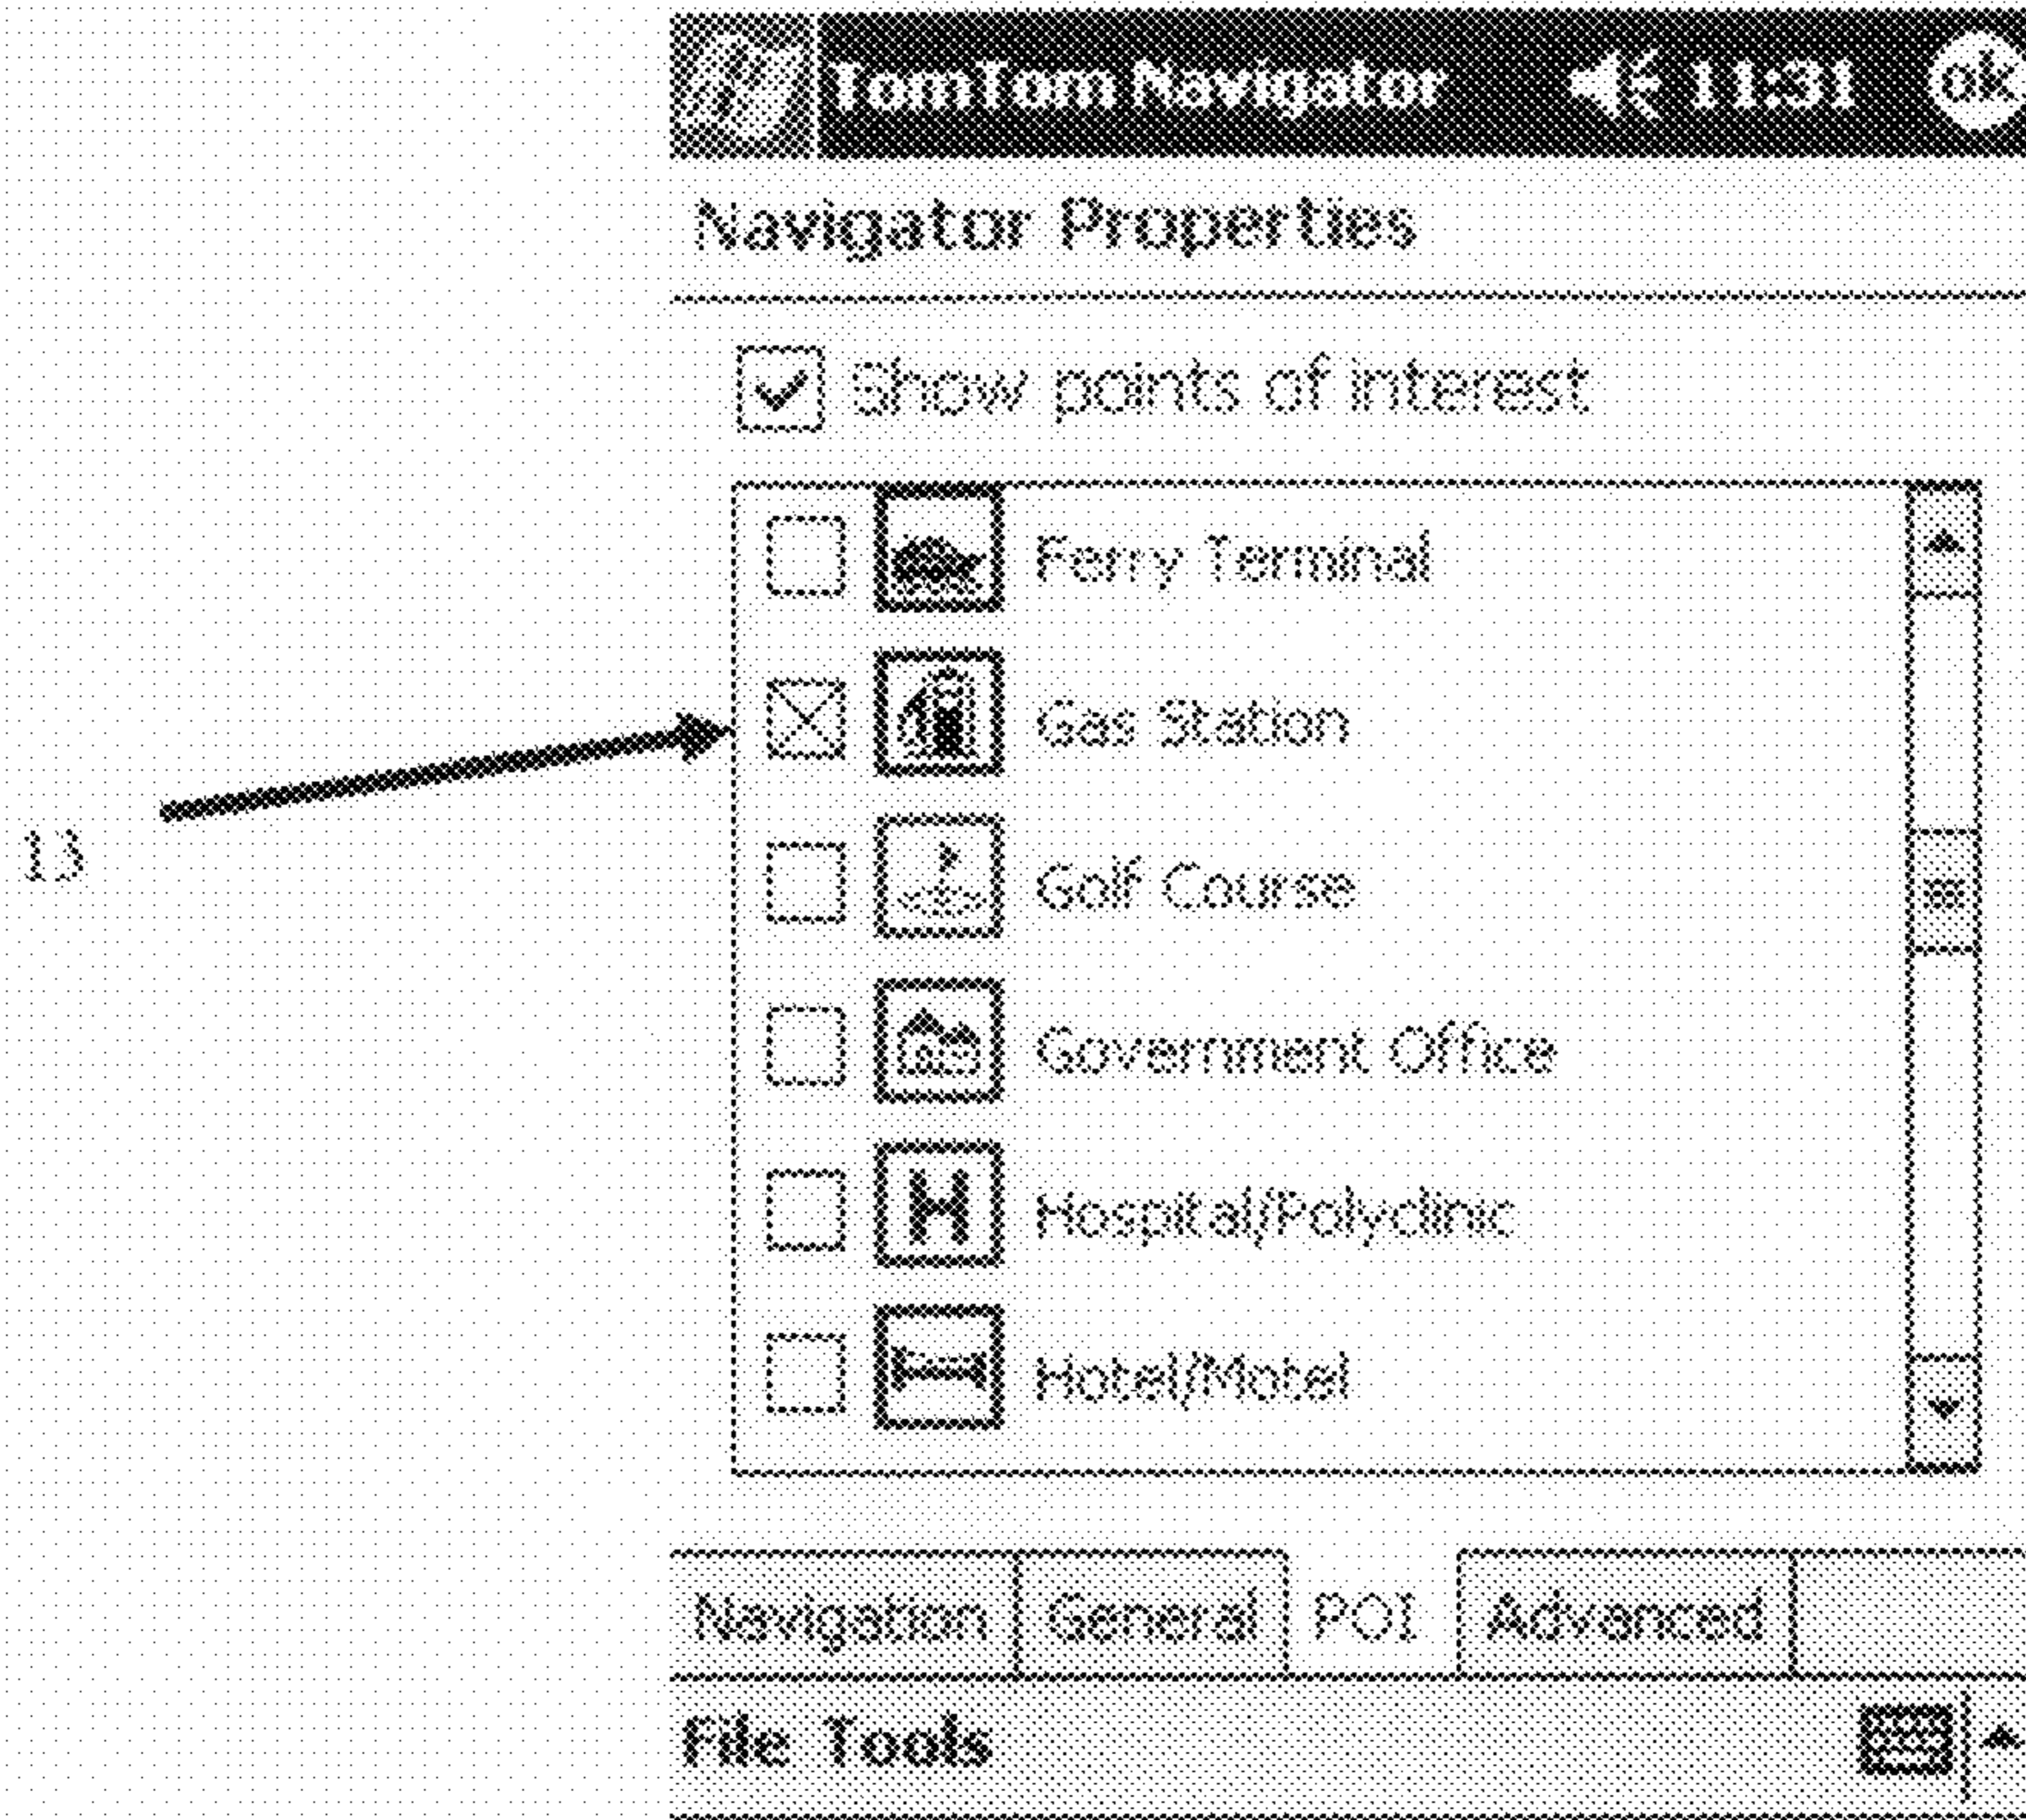 TomTom Navigator 11:31 ok
Navigator Properties
Show points of interest
Ferry Terminal
Gas Station
13
Golf Course
Government Office
H Hospital/Polyclinic
Hotel/Motel
Navigation General POI Advanced
File Tools